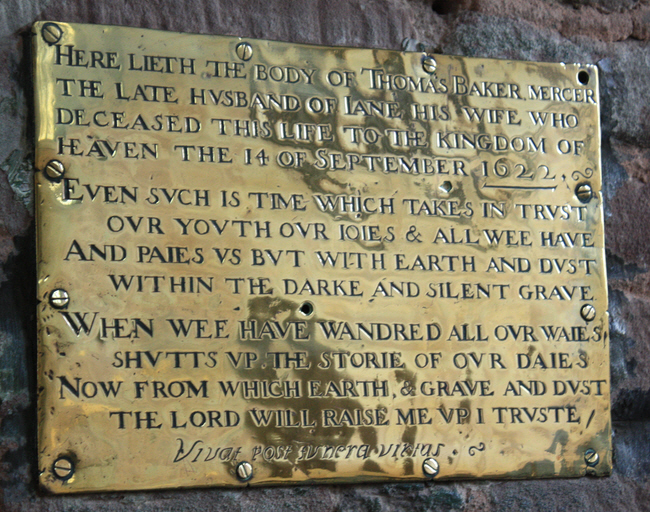 HERE LIETH THE BODY OF THOMAS BAKER MERCER
THE LATE HVSBAND OF IANE HIS WIFE WHO
DECEASED THIS LIFE TO THE KINGDOM OF
HEAVEN THE 14 OF SEPTEMBER 1622.
EVEN SVCH IS TIME WHICH TAKES IN TRVST
OVR YOVTH OVR IOIES & ALL WEE HAVE
AND PAIES VS BVT WITH EARTH AND DVST
WITHIN THE DARKE AND SILENT GRAVE
WHEN WEE HAVE WANDRED ALL OVR WAIES,
SHVTTS VP THE STORIE OF OVR DAIES
NOW FROM WHICH EARTH, & GRAVE AND DVST
THE LORD WILL RAISE ME VP I TRVSTE /
Vivat post funera virtus.